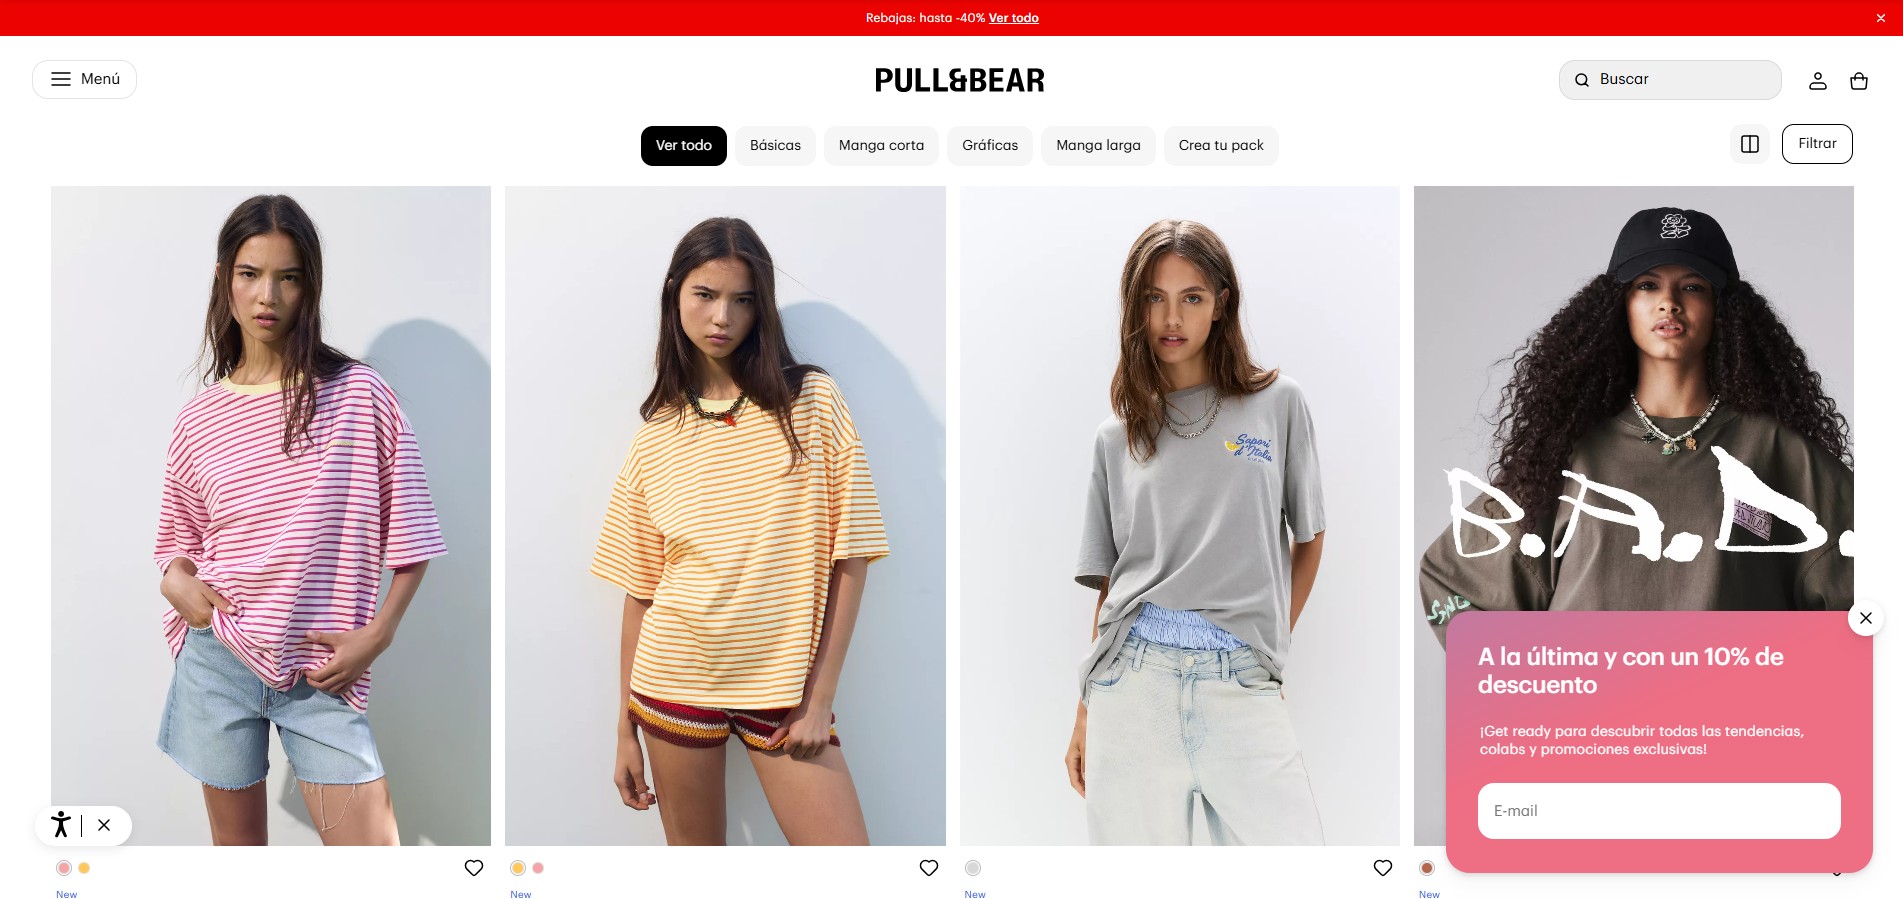 Rebajas: hasta -40% Ver todo
Menú
PULL&BEAR
Buscar
Ver todo
Básicas
Manga corta
Gráficas
Manga larga
Crea tu pack
Filtrar
Sapori
d'Italia
B.A.D.
A la última y con un 10% de
descuento
¡Get ready para descubrir todas las tendencias,
colabs y promociones exclusivas!
E-mail
New
New
New
New